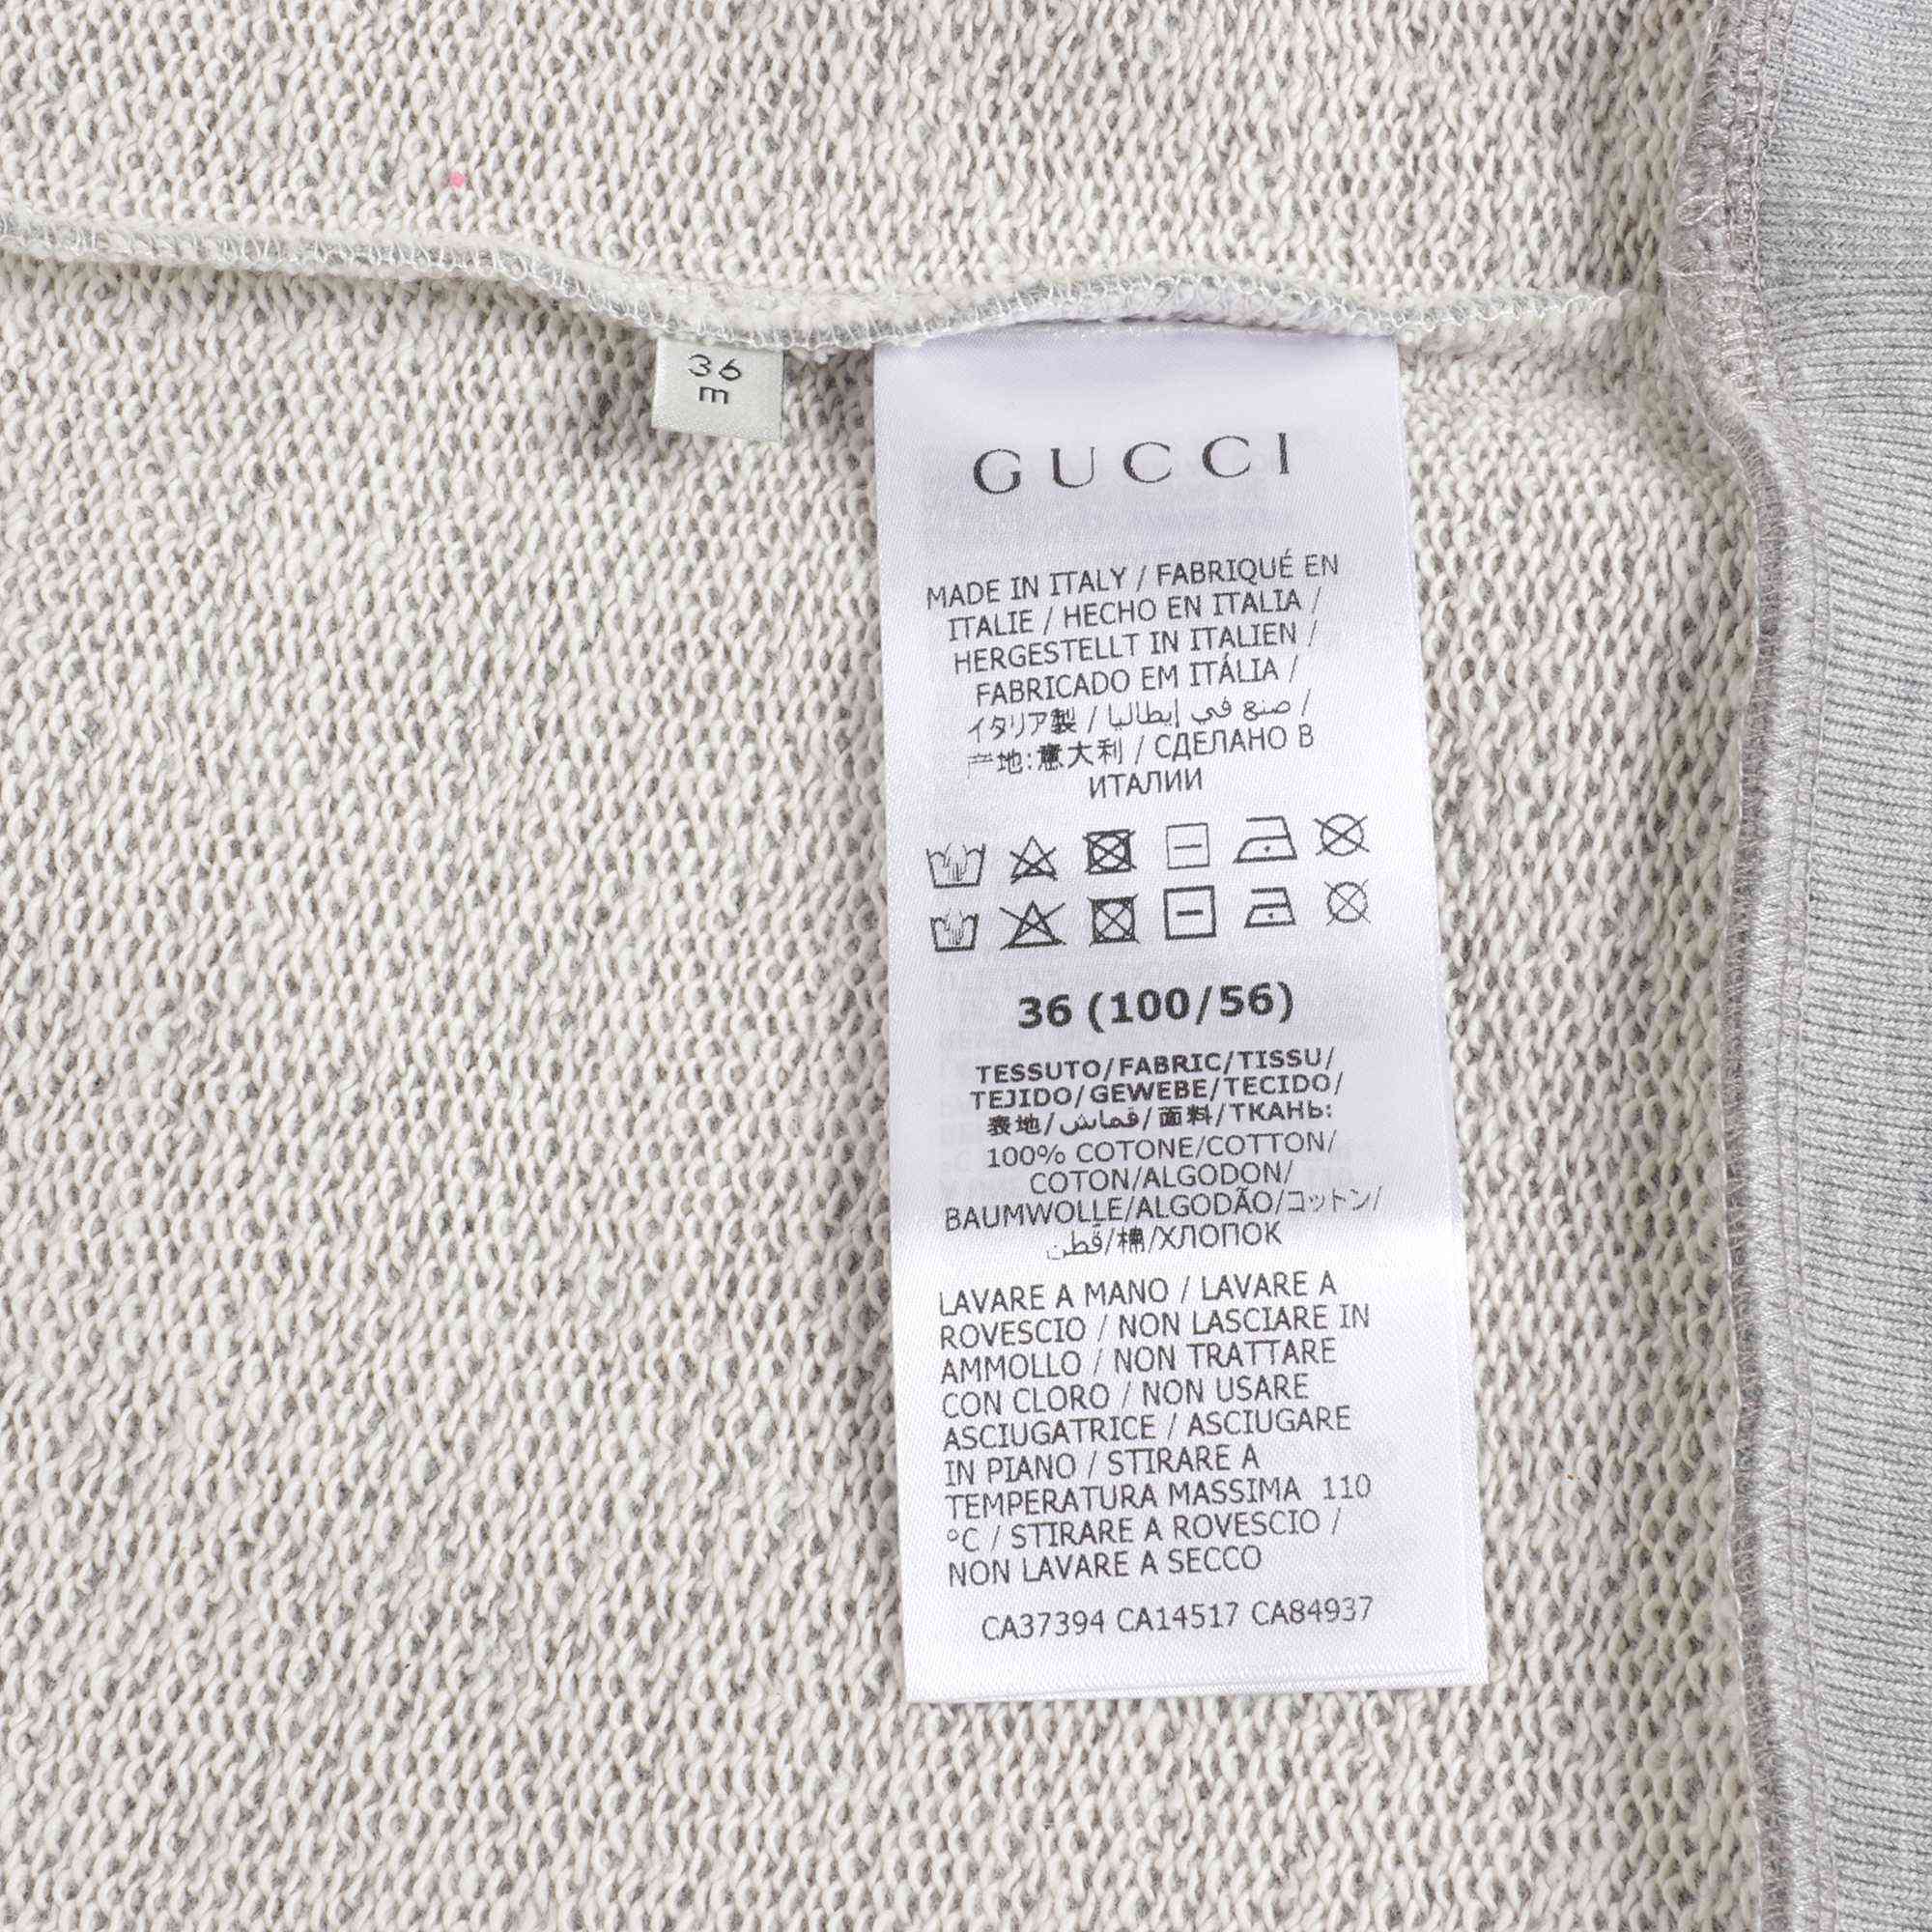 36
m
GUCCI
MADE IN ITALY / FABRIQUÉ EN
ITALIE / HECHO EN ITALIA /
HERGESTELLT IN ITALIEN /
FABRICADO EM ITÁLIA /
イタリア製 / صنع في إيطاليا /
产地:意大利 / СДЕЛАНО В
ИТАЛИИ
36 (100/56)
TESSUTO/FABRIC/TISSU/
TEJIDO/GEWEBE/TECIDO/
表地/قماش/面料/ТКАНЬ:
100% COTONE/COTTON/
COTON/ALGODON/
BAUMWOLLE/ALGODÃO/コットン/
قطن/棉/ХЛОПОК
LAVARE A MANO / LAVARE A
ROVESCIO / NON LASCIARE IN
AMMOLLO / NON TRATTARE
CON CLORO / NON USARE
ASCIUGATRICE / ASCIUGARE
IN PIANO / STIRARE A
TEMPERATURA MASSIMA 110
°C / STIRARE A ROVESCIO /
NON LAVARE A SECCO
CA37394 CA14517 CA84937